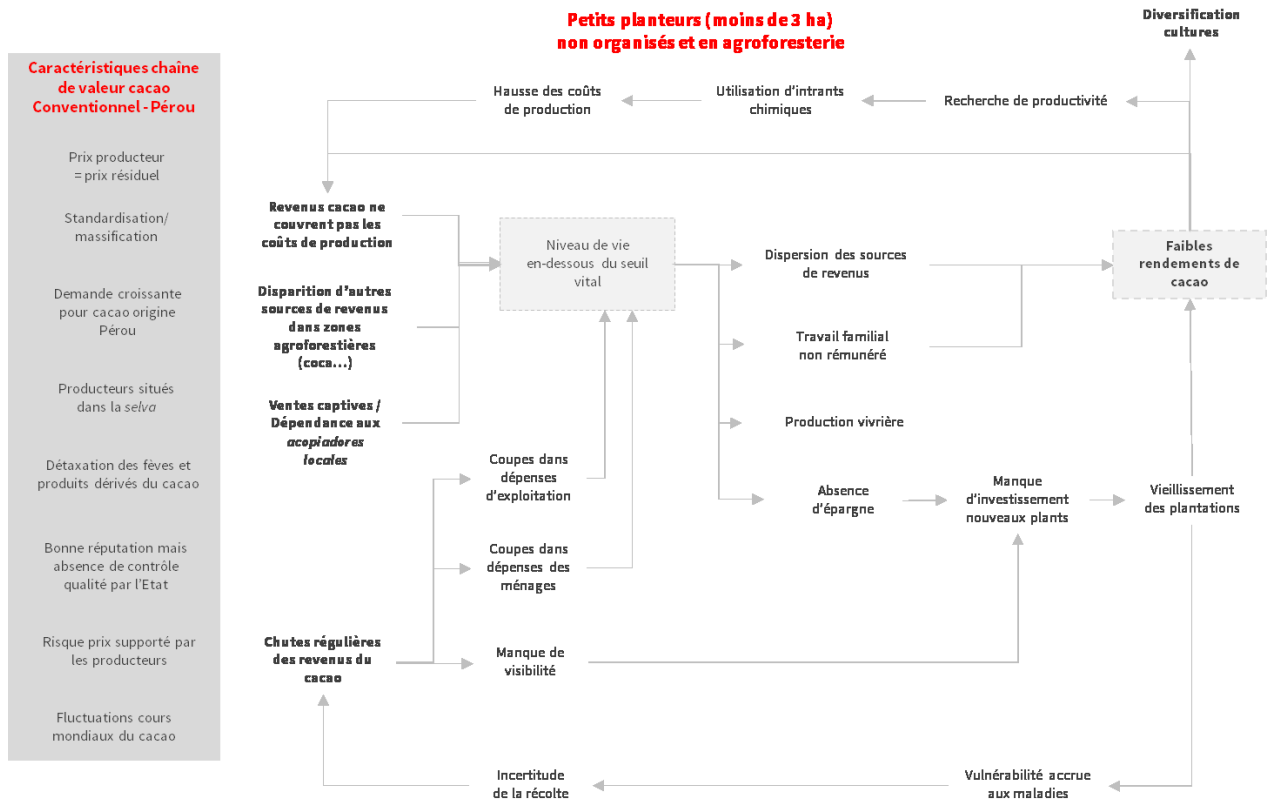 Petits planteurs (moins de 3 ha)
non organisés et en agroforesterie
Diversification
cultures
Caractéristiques chaîne
de valeur cacao
Conventionnel - Pérou
Prix producteur
= prix résiduel
Standardisation/
massification
Demande croissante
pour cacao origine
Pérou
Producteurs situés
dans la selva
Détaxation des fèves et
produits dérivés du cacao
Bonne réputation mais
absence de contrôle
qualité par l'Etat
Risque prix supporté par
les producteurs
Fluctuations cours
mondiaux du cacao
Hausse des coûts
de production
Utilisation d'intrants
chimiques
Recherche de productivité
Revenus cacao ne
couvrent pas les
coûts de production
Disparition d'autres
sources de revenus
dans zones
agroforestières
(coca...)
Ventes captives /
Dépendance aux
acopiadores
locales
Niveau de vie
en-dessous du seuil
vital
Dispersion des sources
de revenus
Faibles
rendements de
cacao
Travail familial
non rémunéré
Production vivrière
Coupes dans
dépenses
d'exploitation
Absence
d'épargne
Manque
d'investissement
nouveaux plants
Vieillissement
des plantations
Coupes dans
dépenses des
ménages
Chutes régulières
des revenus du
cacao
Manque de
visibilité
Incertitude
de la récolte
Vulnérabilité accrue
aux maladies